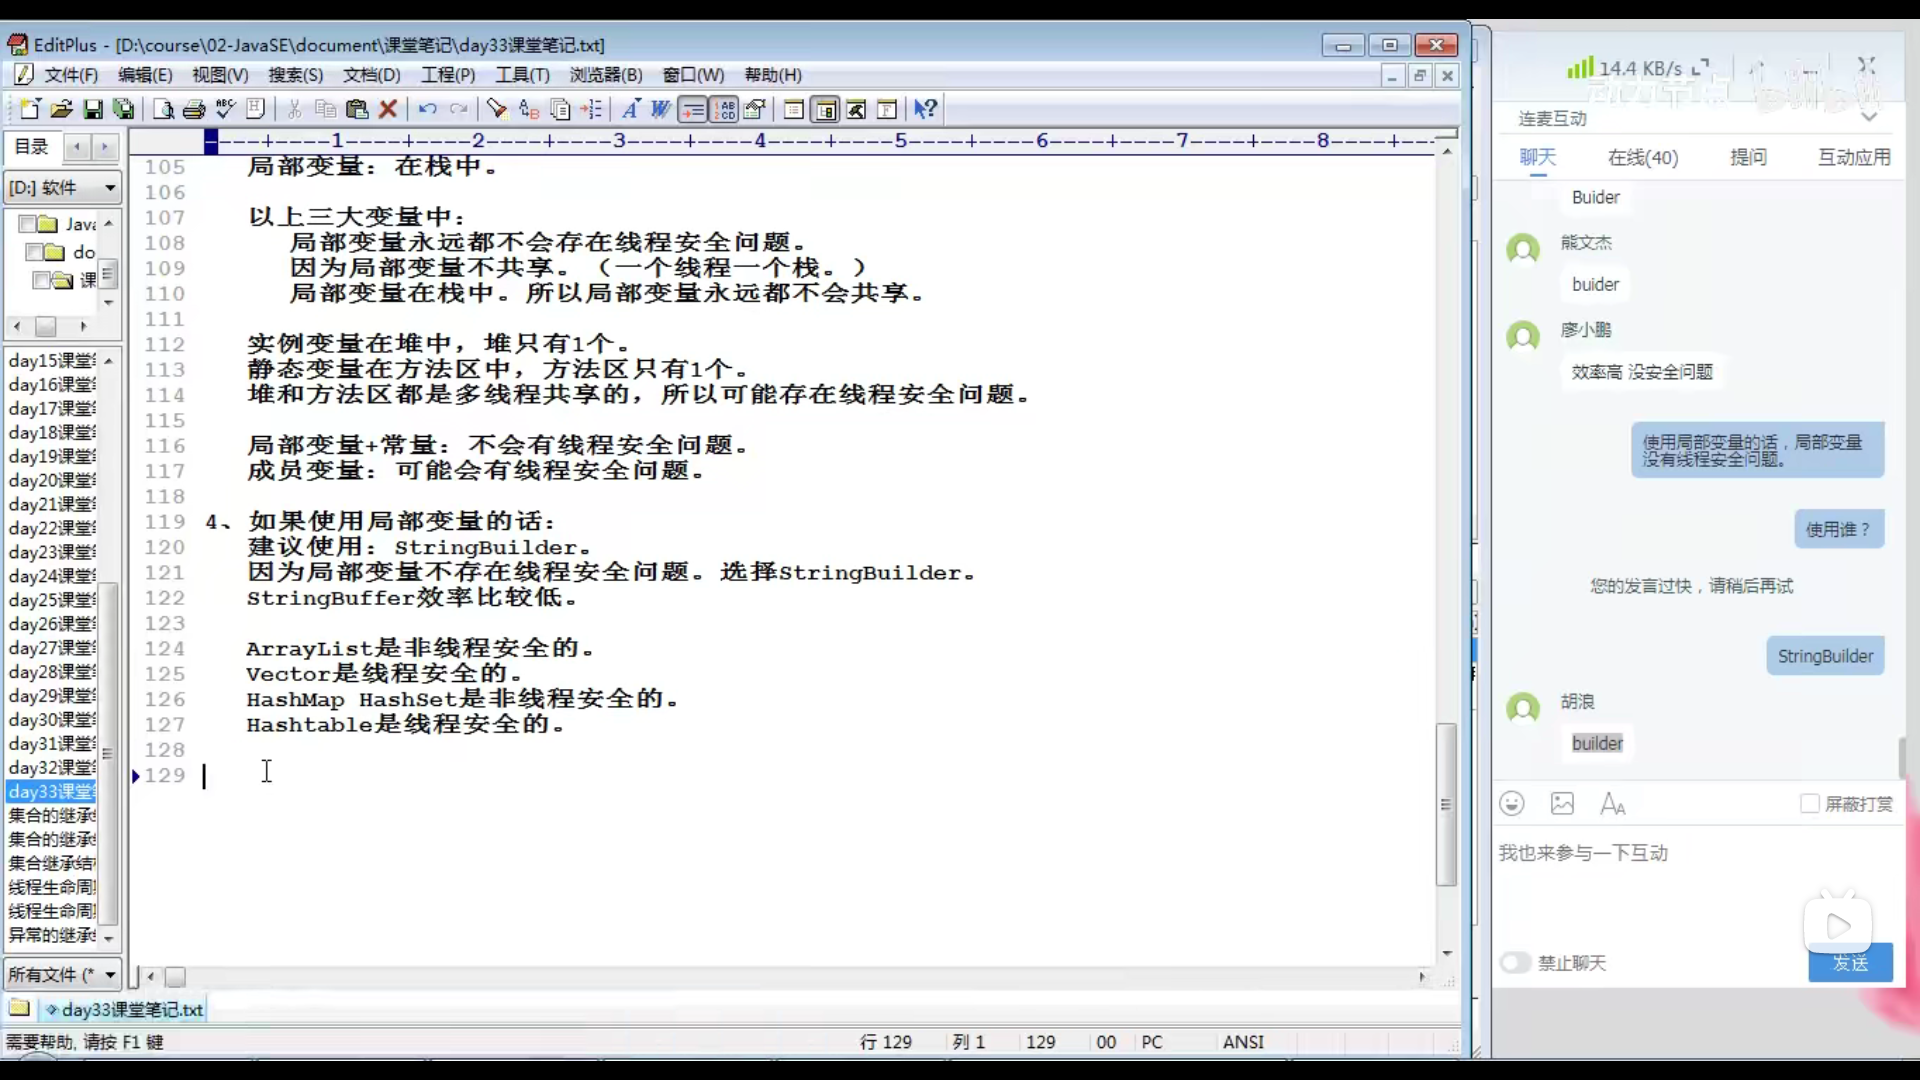 EditPlus - [D:\course\02-JavaSE\document\课堂笔记\day33课堂笔记.txt]
文件(F) 编辑(E) 视图(V) 搜索(S) 文档(D) 工程(P) 工具(T) 浏览器(B) 窗口(W) 帮助(H)
目录
[D:] 软件
Java
do
课
day15课堂
day16课堂
day17课堂
day18课堂
day19课堂
day20课堂
day21课堂
day22课堂
day23课堂
day24课堂
day25课堂
day26课堂
day27课堂
day28课堂
day29课堂
day30课堂
day31课堂
day32课堂
day33课堂
集合的继承
集合的继承
集合继承结
线程生命周
线程生命周
异常的继承
所有文件 (*
----+----1----+----2----+----3----+----4----+----5----+----6----+----7----+----8----+--
105 局部变量：在栈中。
106
107 以上三大变量中：
108 局部变量永远都不会存在线程安全问题。
109 因为局部变量不共享。（一个线程一个栈。）
110 局部变量在栈中。所以局部变量永远都不会共享。
111
112 实例变量在堆中，堆只有1个。
113 静态变量在方法区中，方法区只有1个。
114 堆和方法区都是多线程共享的，所以可能存在线程安全问题。
115
116 局部变量+常量：不会有线程安全问题。
117 成员变量：可能会有线程安全问题。
118
119 4、如果使用局部变量的话：
120 建议使用：StringBuilder。
121 因为局部变量不存在线程安全问题。选择StringBuilder。
122 StringBuffer效率比较低。
123
124 ArrayList是非线程安全的。
125 Vector是线程安全的。
126 HashMap HashSet是非线程安全的。
127 Hashtable是线程安全的。
128
129
day33课堂笔记.txt
需要帮助, 请按 F1 键
行 129 列 1 129 00 PC ANSI
14.4 KB/s
动力节点
连麦互动
聊天 在线(40) 提问 互动应用
Buider
熊文杰
buider
廖小鹏
效率高 没安全问题
使用局部变量的话，局部变量
没有线程安全问题。
使用谁？
您的发言过快，请稍后再试
StringBuilder
胡浪
builder
屏蔽打赏
我也来参与一下互动
禁止聊天
发送